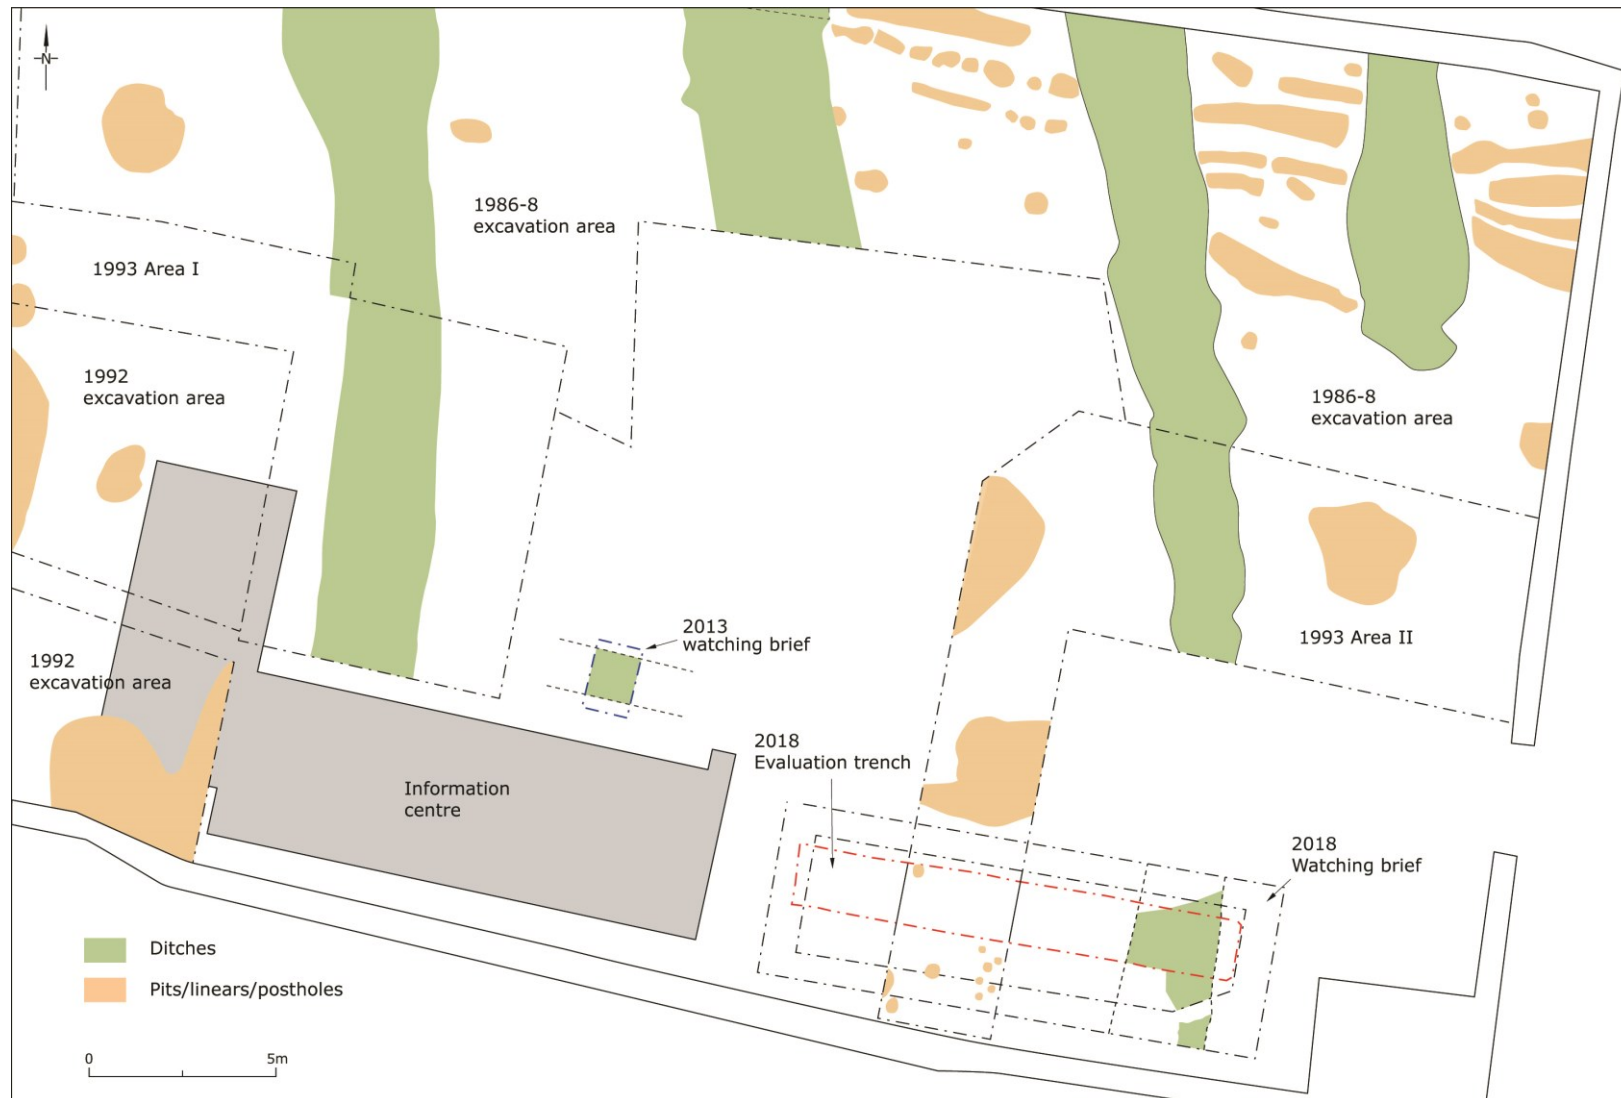 N
1986-8
excavation area
1993 Area I
1992
excavation area
1986-8
excavation area
2013
watching brief
1993 Area II
1992
excavation area
2018
Evaluation trench
Information
centre
2018
Watching brief
Ditches
Pits/linears/postholes
0
5m